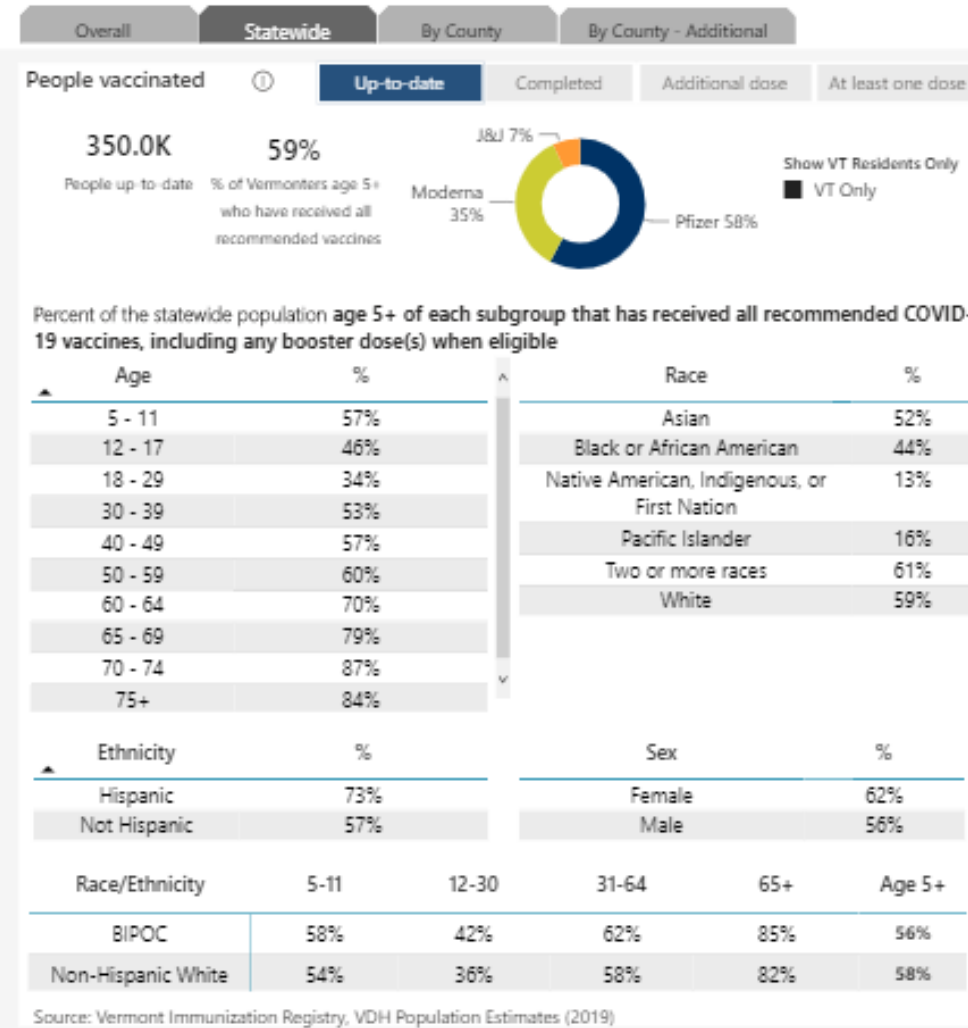 Overall Statewide By County By County - Additional
People vaccinated Up-to-date Completed Additional dose At least one dose
350.0K
People up-to-date
59%
% of Vermonters age 5+
who have received all
recommended vaccines
J&J 7%
Moderna
35%
Pfizer 58%
Show VT Residents Only
VT Only
Percent of the statewide population age 5+ of each subgroup that has received all recommended COVID-
19 vaccines, including any booster dose(s) when eligible
Age %
5 - 11 57%
12 - 17 46%
18 - 29 34%
30 - 39 53%
40 - 49 57%
50 - 59 60%
60 - 64 70%
65 - 69 79%
70 - 74 87%
75+ 84%
Race %
Asian 52%
Black or African American 44%
Native American, Indigenous, or 13%
First Nation
Pacific Islander 16%
Two or more races 61%
White 59%
Ethnicity %
Hispanic 73%
Not Hispanic 57%
Sex %
Female 62%
Male 56%
Race/Ethnicity 5-11 12-30 31-64 65+ Age 5+
BIPOC 58% 42% 62% 85% 56%
Non-Hispanic White 54% 36% 58% 82% 58%
Source: Vermont Immunization Registry, VDH Population Estimates (2019)